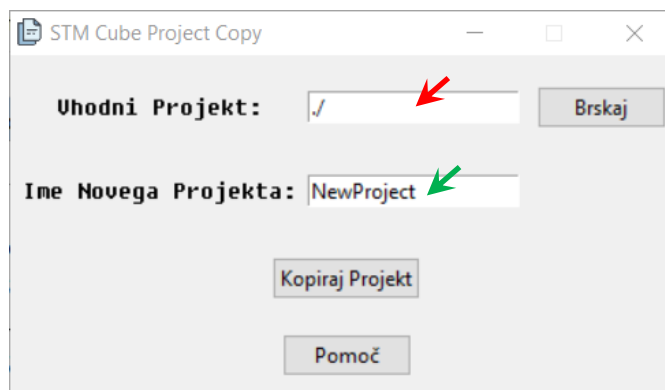 STM Cube Project Copy
Vhodni Projekt: ./ Brskaj
Ime Novega Projekta: NewProject
Kopiraj Projekt
Pomoč